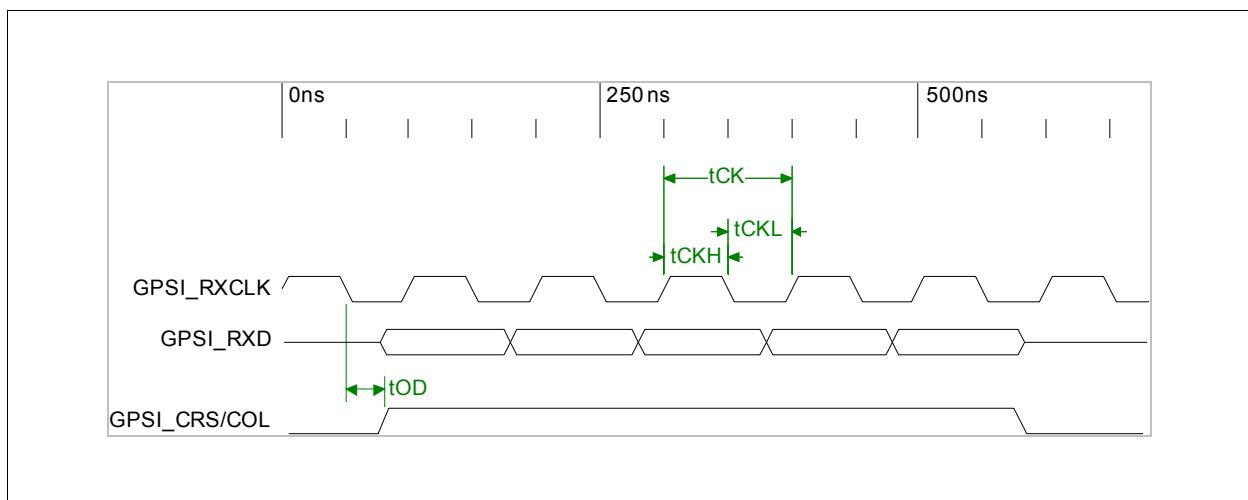 0ns
250 ns
500ns
tCK
tCKL
tCKH
GPSI_RXCLK
GPSI_RXD
tOD
GPSI_CRS/COL